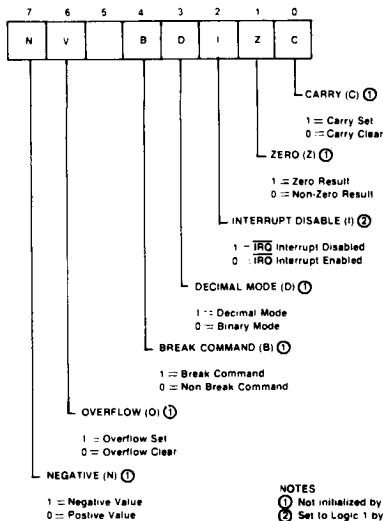 7 6 5 4 3 2 1 0
N V B D I Z C
CARRY (C) ①
1 = Carry Set
0 = Carry Clear
ZERO (Z) ①
1 = Zero Result
0 = Non-Zero Result
INTERRUPT DISABLE (I) ②
1 = IRQ Interrupt Disabled
0 = IRQ Interrupt Enabled
DECIMAL MODE (D) ①
1 = Decimal Mode
0 = Binary Mode
BREAK COMMAND (B) ①
1 = Break Command
0 = Non Break Command
OVERFLOW (O) ①
1 = Overflow Set
0 = Overflow Clear
NEGATIVE (N) ①
1 = Negative Value
0 = Postive Value
NOTES
① Not initialized by
② Set to Logic 1 by